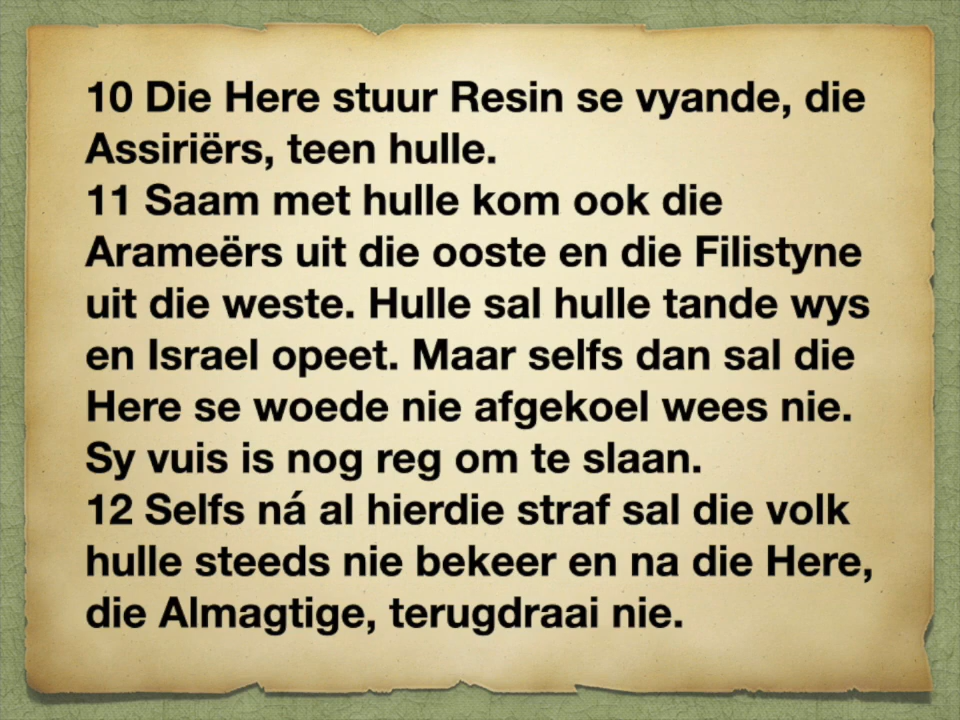 10 Die Here stuur Resin se vyande, die
Assiriërs, teen hulle.
11 Saam met hulle kom ook die
Arameërs uit die ooste en die Filistyne
uit die weste. Hulle sal hulle tande wys
en Israel opeet. Maar selfs dan sal die
Here se woede nie afgekoel wees nie.
Sy vuis is nog reg om te slaan.
12 Selfs ná al hierdie straf sal die volk
hulle steeds nie bekeer en na die Here,
die Almagtige, terugdraai nie.